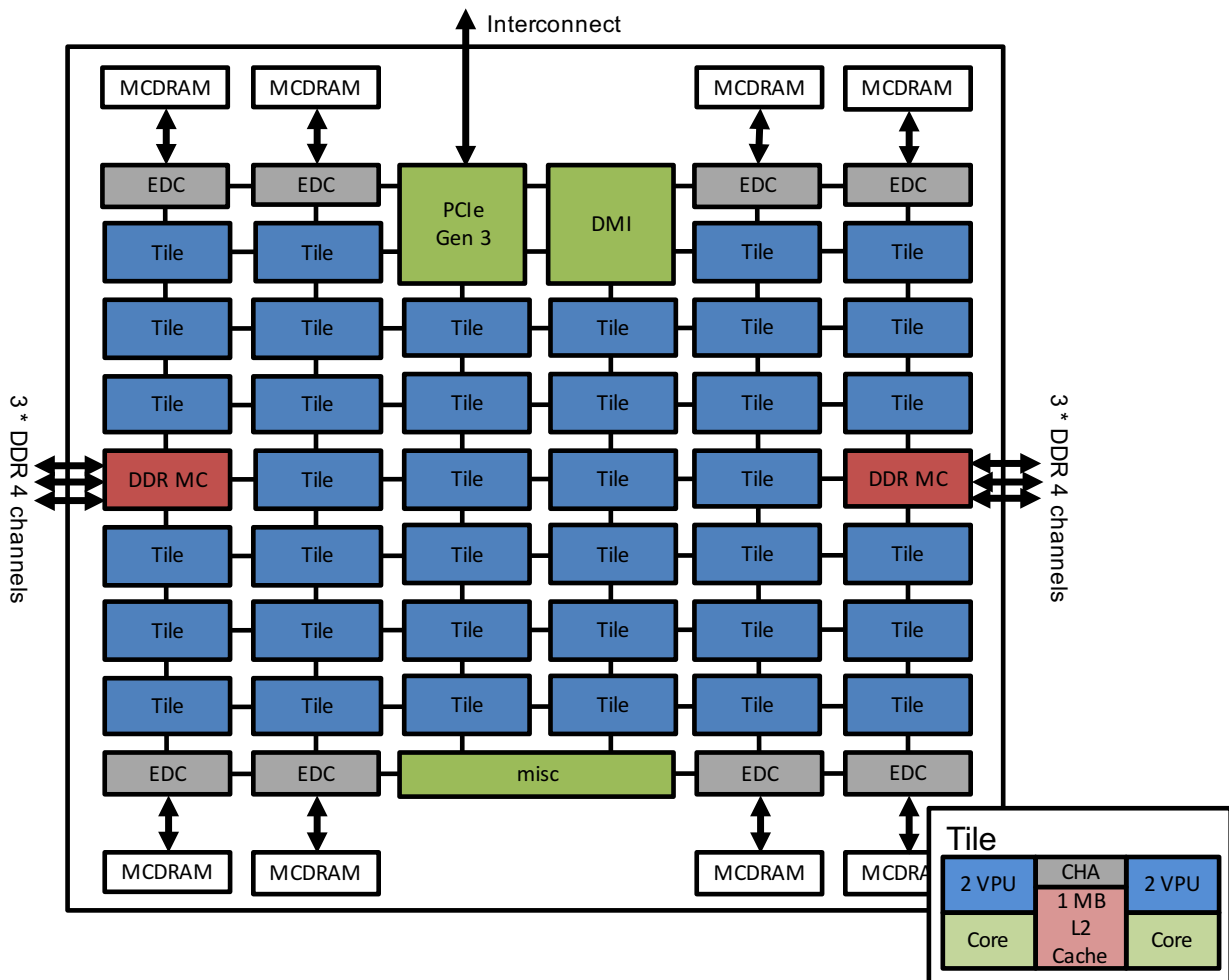 Interconnect
MCDRAM MCDRAM MCDRAM MCDRAM
EDC EDC PCIe Gen 3 DMI EDC EDC
Tile Tile Tile Tile
Tile Tile Tile Tile Tile Tile
Tile Tile Tile Tile Tile Tile
3 * DDR 4 channels DDR MC Tile Tile Tile Tile DDR MC 3 * DDR 4 channels
Tile Tile Tile Tile Tile Tile
Tile Tile Tile Tile Tile Tile
Tile Tile Tile Tile Tile Tile
EDC EDC misc EDC EDC
MCDRAM MCDRAM MCDRAM
Tile
2 VPU CHA 2 VPU
Core 1 MB L2 Cache Core